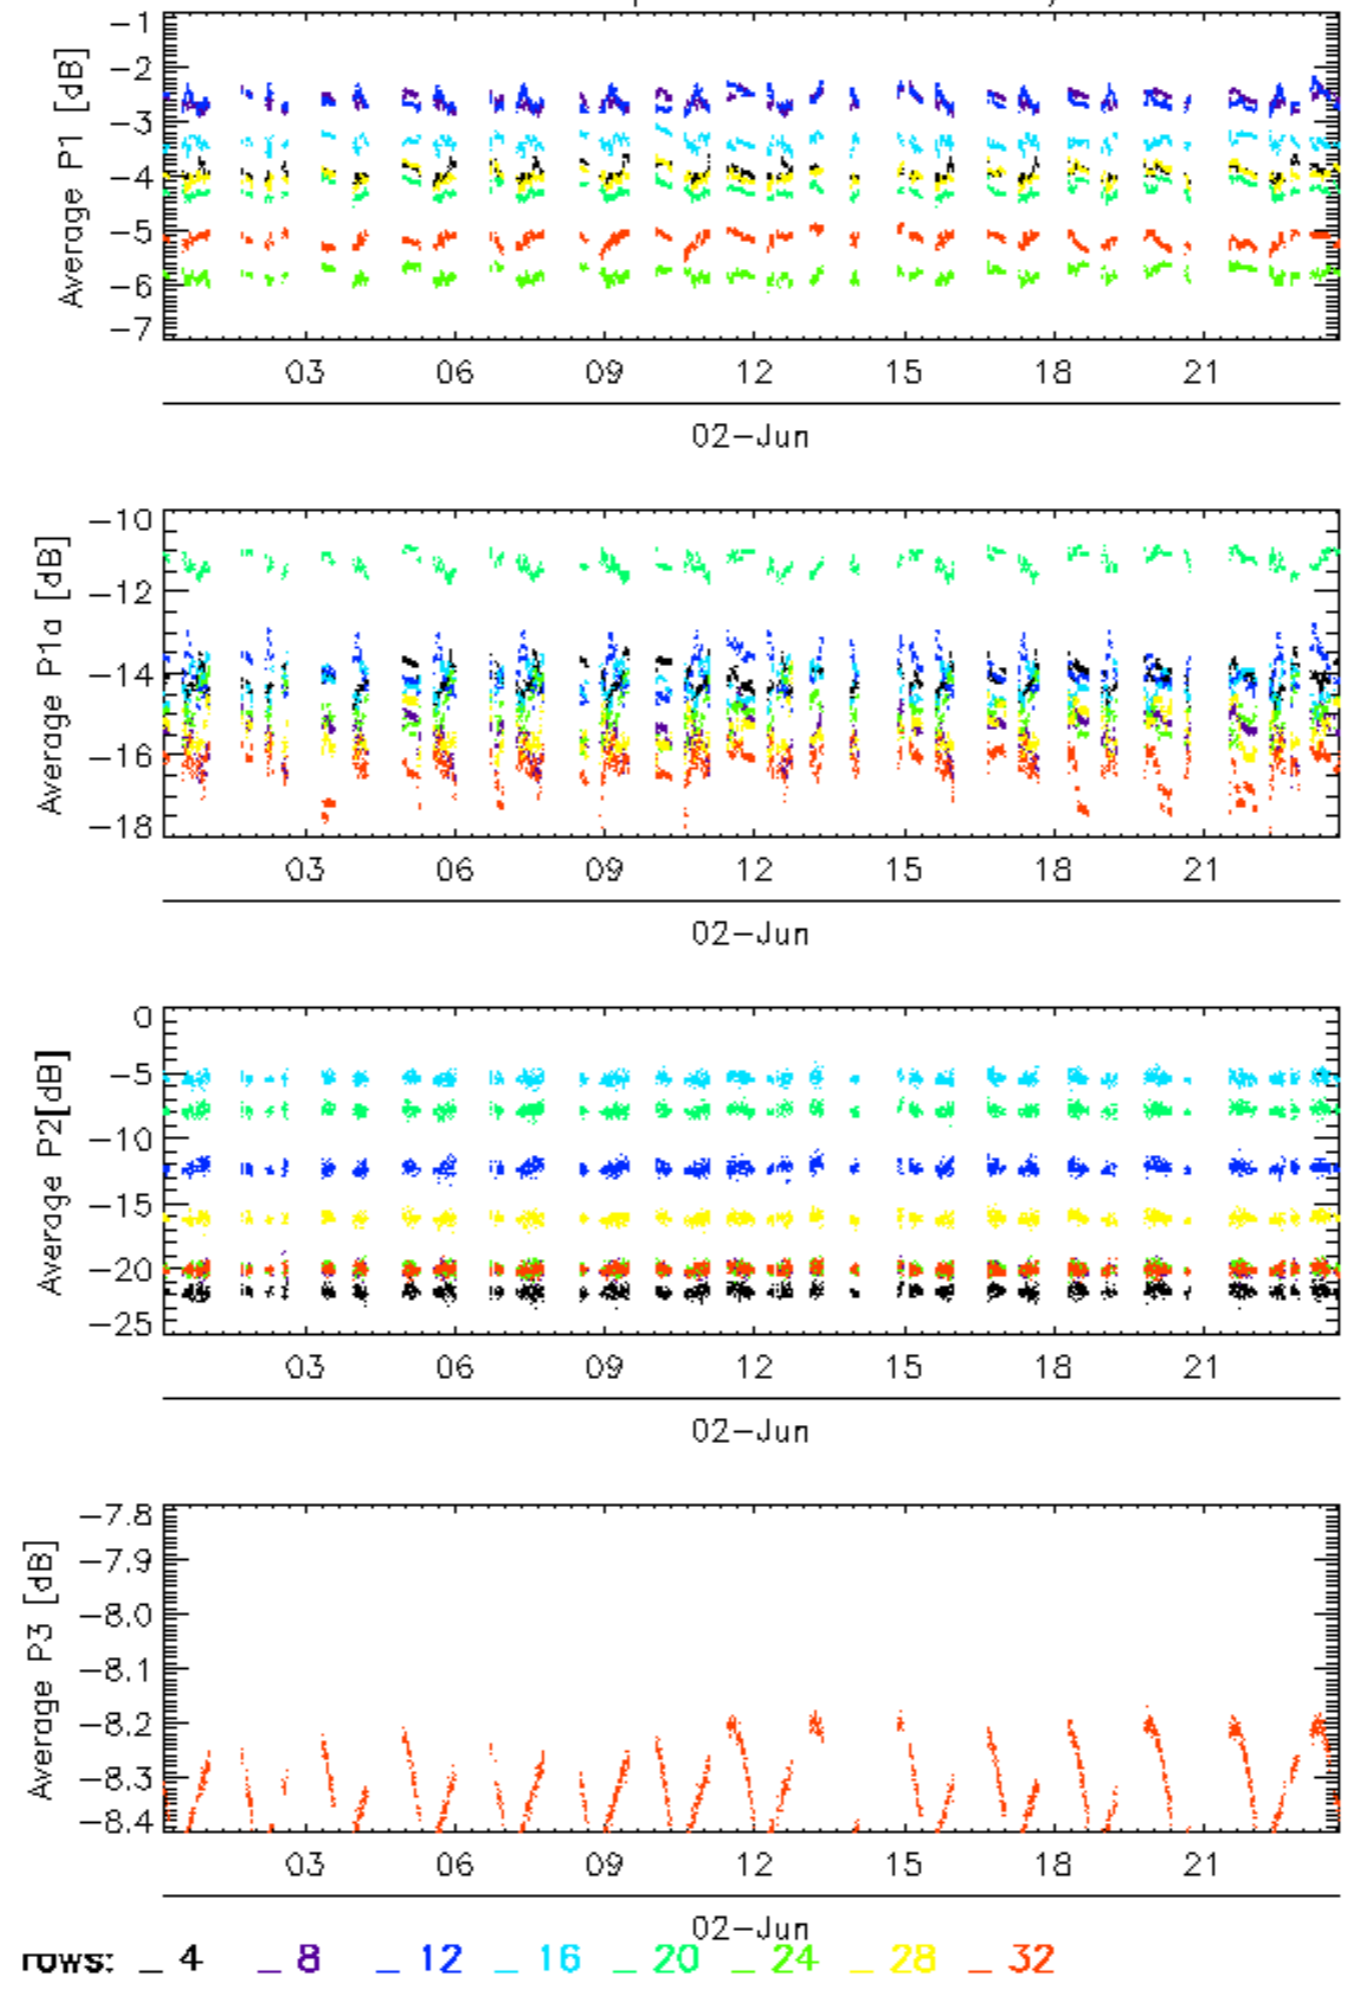 Average P1 [dB]
-1
-2
-3
-4
-5
-6
-7
03 06 09 12 15 18 21
02-Jun
Average P1a [dB]
-10
-12
-14
-16
-18
03 06 09 12 15 18 21
02-Jun
Average P2[dB]
0
-5
-10
-15
-20
-25
03 06 09 12 15 18 21
02-Jun
Average P3 [dB]
-7.8
-7.9
-8.0
-8.1
-8.2
-8.3
-8.4
03 06 09 12 15 18 21
02-Jun
rows: _ 4 _ 8 _ 12 _ 16 _ 20 _ 24 _ 28 _ 32